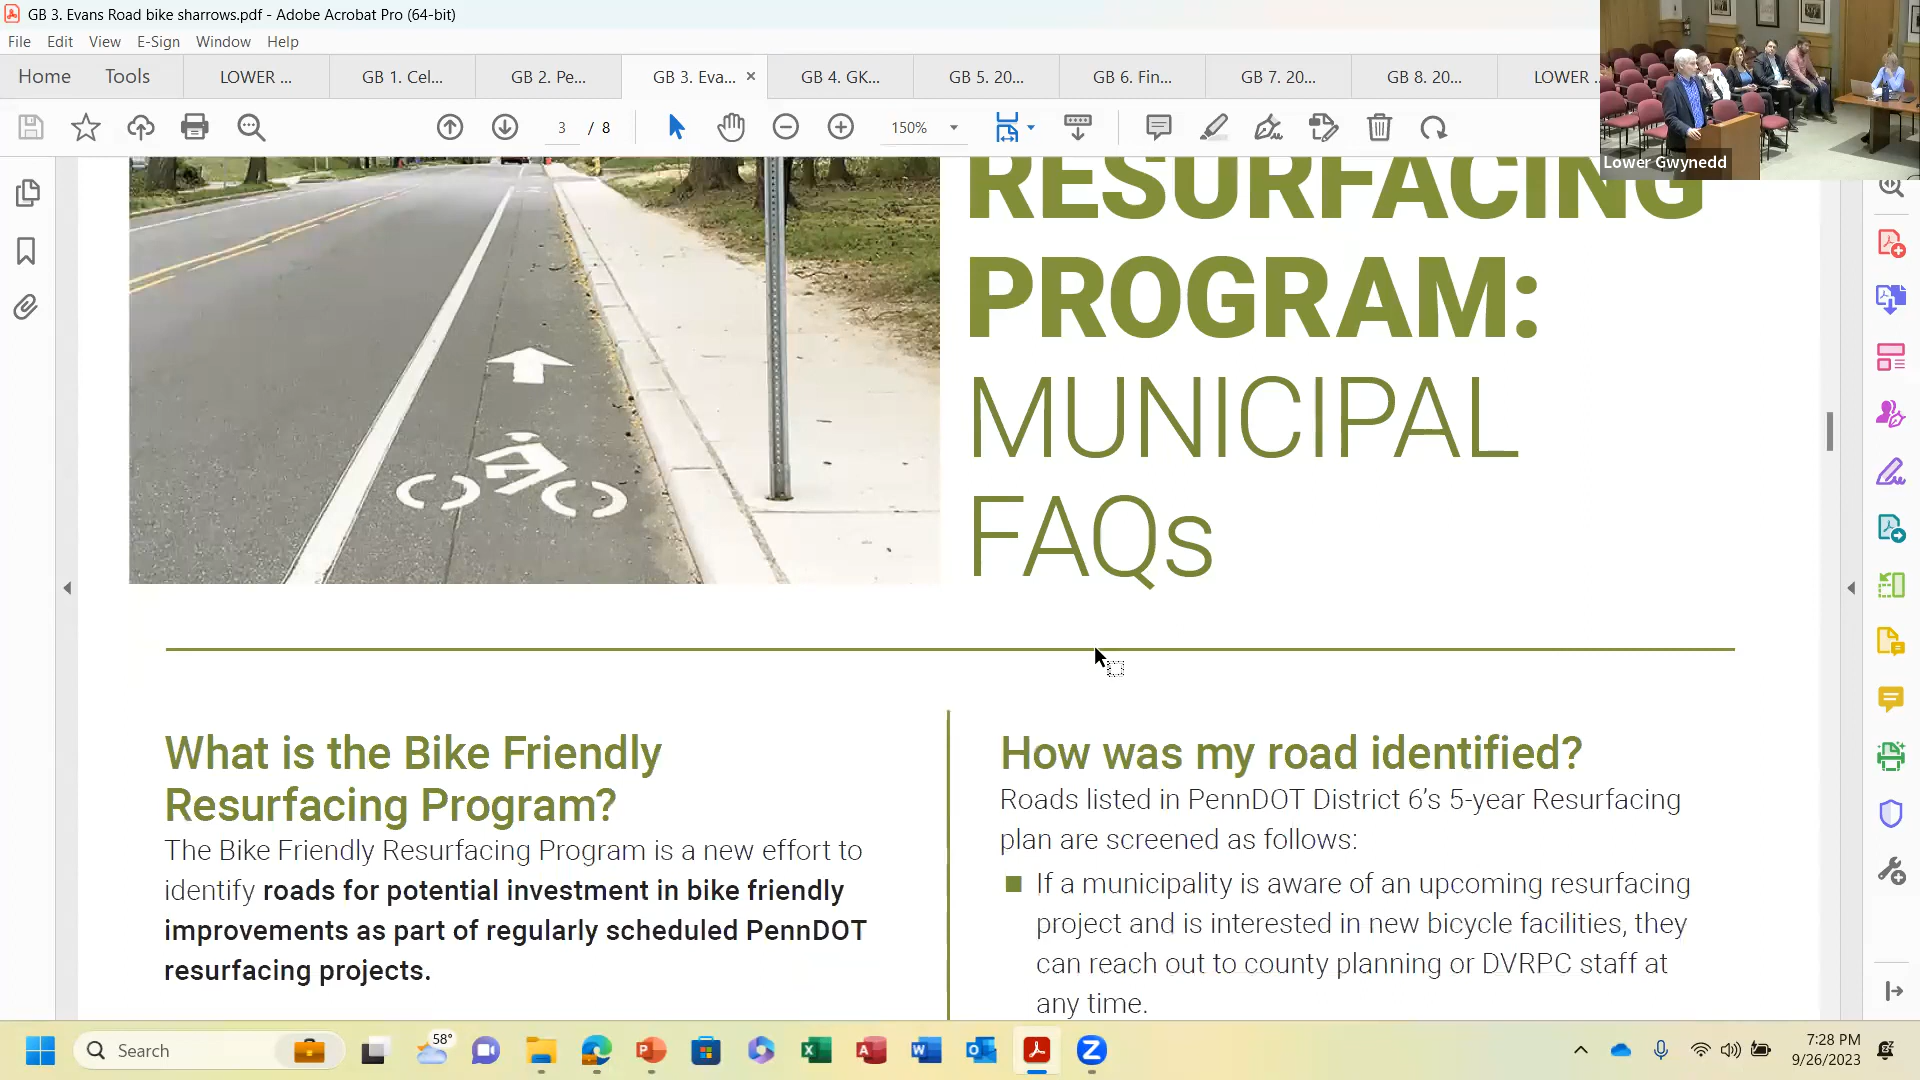 GB 3. Evans Road bike sharrows.pdf - Adobe Acrobat Pro (64-bit)
File Edit View E-Sign Window Help
Home Tools LOWER ... GB 1. Cel... GB 2. Pe... GB 3. Eva... × GB 4. GK... GB 5. 20... GB 6. Fin... GB 7. 20... GB 8. 20... LOWER
3 / 8 150%
Lower Gwynedd
RESURFACING
PROGRAM:
MUNICIPAL
FAQs
What is the Bike Friendly
Resurfacing Program?
The Bike Friendly Resurfacing Program is a new effort to
identify roads for potential investment in bike friendly
improvements as part of regularly scheduled PennDOT
resurfacing projects.
How was my road identified?
Roads listed in PennDOT District 6’s 5-year Resurfacing
plan are screened as follows:
If a municipality is aware of an upcoming resurfacing
project and is interested in new bicycle facilities, they
can reach out to county planning or DVRPC staff at
any time.
Search
58°
7:28 PM
9/26/2023